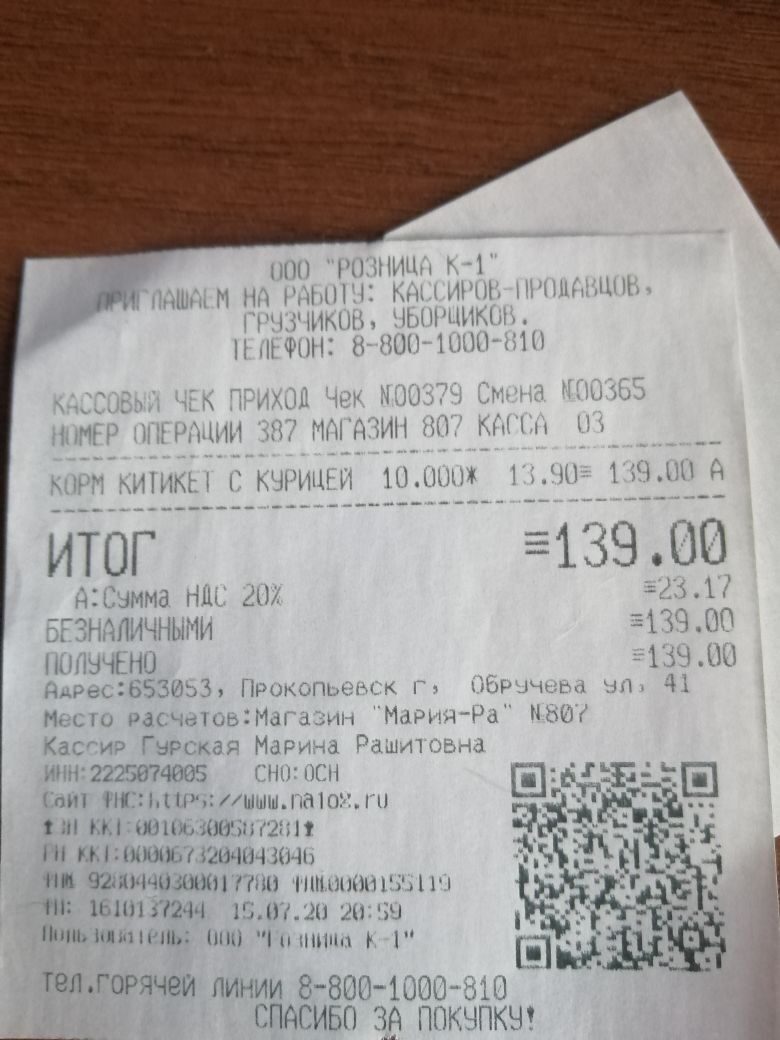 ООО "РОЗНИЦА К-1"
ПРИГЛАШАЕМ НА РАБОТУ: КАССИРОВ-ПРОДАВЦОВ,
ГРУЗЧИКОВ, УБОРЩИКОВ.
ТЕЛЕФОН: 8-800-1000-810
КАССОВЫЙ ЧЕК ПРИХОД Чек №00379 Смена №00365
НОМЕР ОПЕРАЦИИ 387 МАГАЗИН 807 КАССА 03
КОРМ КИТИКЕТ С КУРИЦЕЙ 10.000* 13.90≡ 139.00 А
ИТОГ ≡139.00
А:Сумма НДС 20% ≡23.17
БЕЗНАЛИЧНЫМИ ≡139.00
ПОЛУЧЕНО ≡139.00
Адрес:653053, Прокопьевск г, Обручева ул, 41
Место расчетов:Магазин "Мария-Ра" №807
Кассир Гурская Марина Рашитовна
ИНН:2225074005 СНО:ОСН
Сайт ФНС:https://www.nalog.ru
ЗН ККТ:00106300587281
РН ККТ:0000673204043046
ФН№ 9280440300017780 ФД№0000155119
ФП: 1610137244 15.07.20 20:59
Пользователь: ООО "Розница К-1"
тел.горячей линии 8-800-1000-810
СПАСИБО ЗА ПОКУПКУ!